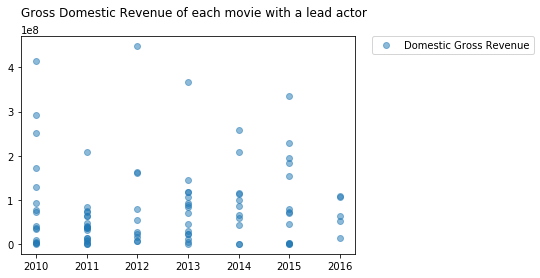 Gross Domestic Revenue of each movie with a lead actor
1e8
Domestic Gross Revenue
4
3
2
1
0
2010 2011 2012 2013 2014 2015 2016